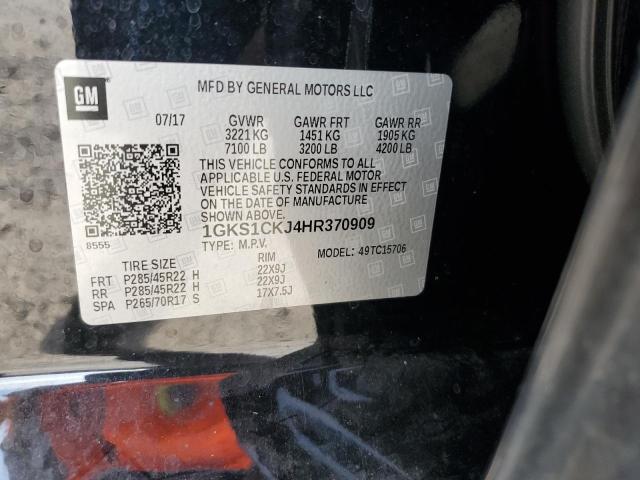 GM
MFD BY GENERAL MOTORS LLC
07/17 GVWR GAWR FRT GAWR RR
3221 KG 1451 KG 1905 KG
7100 LB 3200 LB 4200 LB
THIS VEHICLE CONFORMS TO ALL
APPLICABLE U.S. FEDERAL MOTOR
VEHICLE SAFETY STANDARDS IN EFFECT
ON THE DATE OF MANUFACTURE
SHOWN ABOVE.
8555 1GKS1CKJ4HR370909
TYPE: M.P.V. 49TC15706
TIRE SIZE RIM
FRT P285/45R22 H 22X9J
RR P285/45R22 H 22X9J
SPA P265/70R17 S 17X7.5J